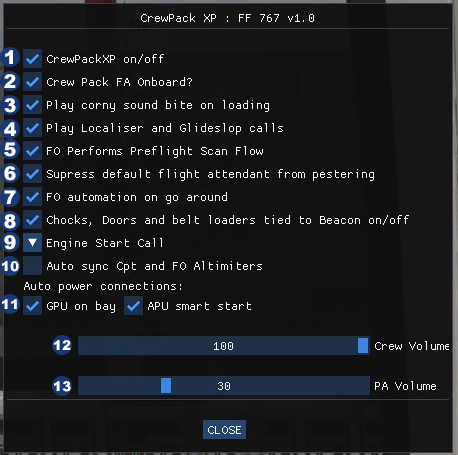 CrewPack XP : FF 767 v1.0
1 CrewPackXP on/off
2 Crew Pack FA Onboard?
3 Play corny sound bite on loading
4 Play Localiser and Glideslop calls
5 FO Performs Preflight Scan Flow
6 Supress default flight attendant from pestering
7 FO automation on go around
8 Chocks, Doors and belt loaders tied to Beacon on/off
9 Engine Start Call
10 Auto sync Cpt and FO Altimiters
Auto power connections:
11 GPU on bay APU smart start
12 100 Crew Volume
13 30 PA Volume
CLOSE